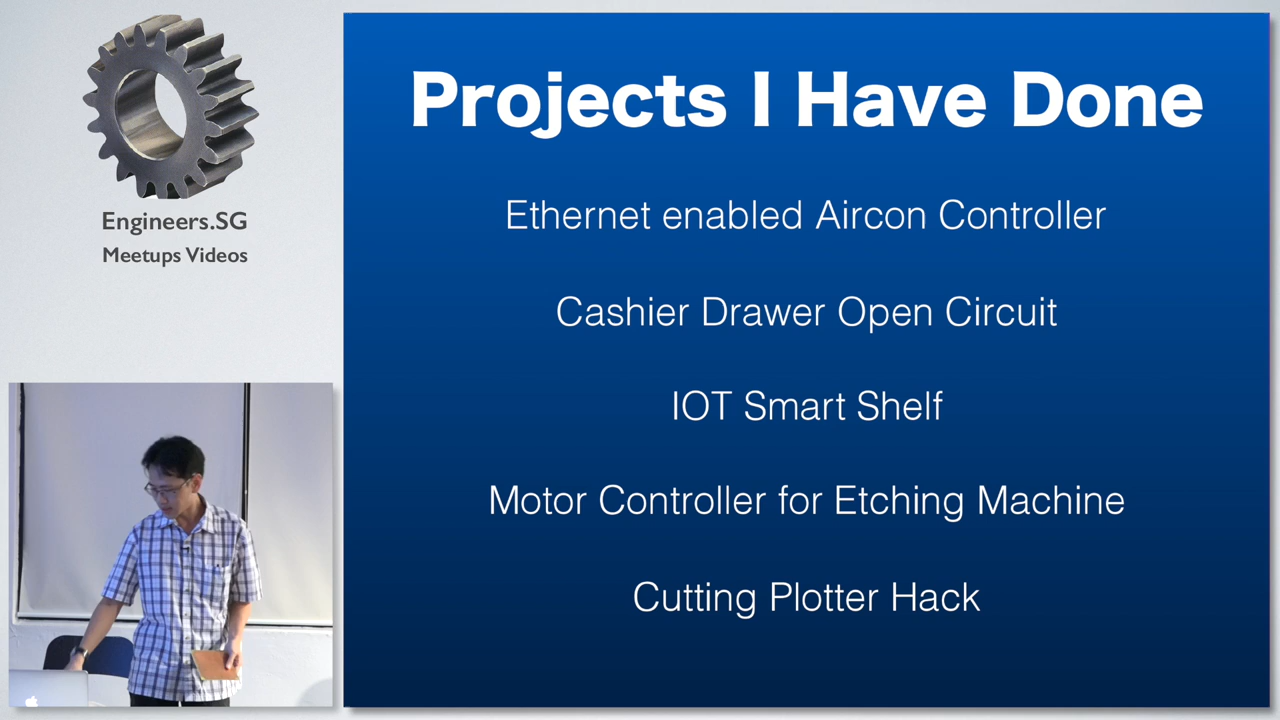 Engineers.SG
Meetups Videos
Projects I Have Done
Ethernet enabled Aircon Controller
Cashier Drawer Open Circuit
IOT Smart Shelf
Motor Controller for Etching Machine
Cutting Plotter Hack